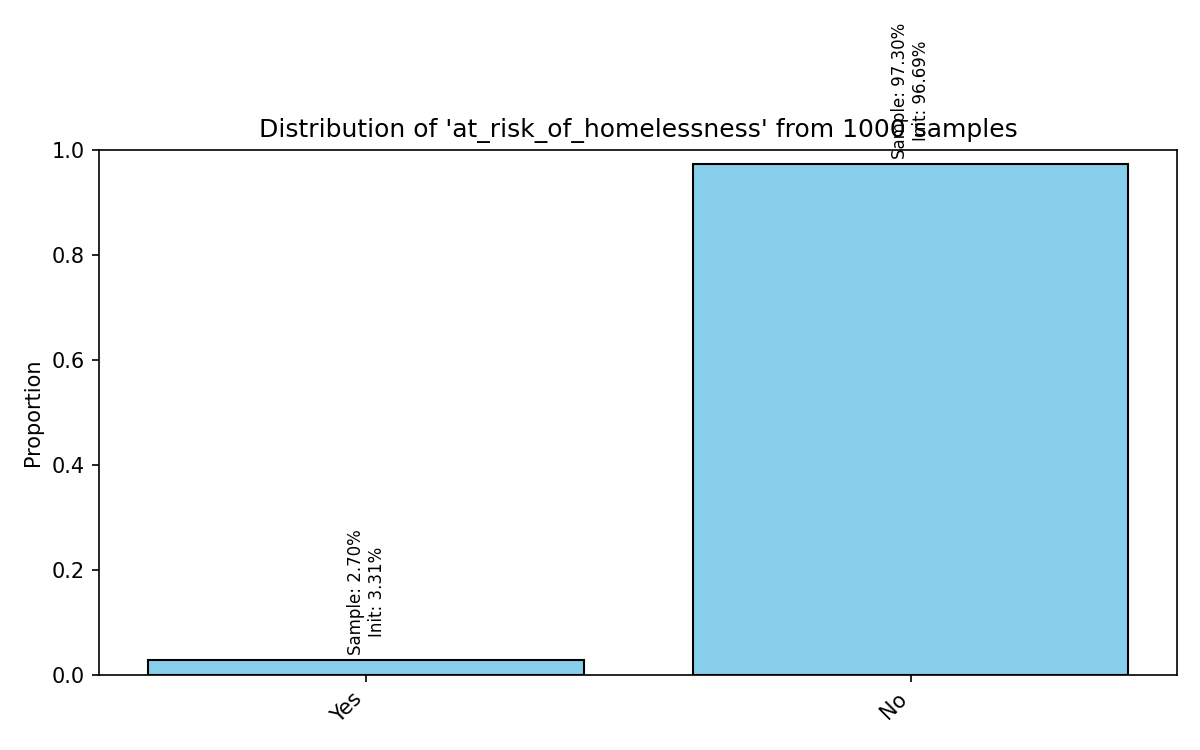 Sample: 97.30%
Init: 96.69%
Distribution of 'at_risk_of_homelessness' from 1000 samples
1.0
0.8
0.6
0.4
0.2
0.0
Proportion
Sample: 2.70%
Init: 3.31%
Yes
No